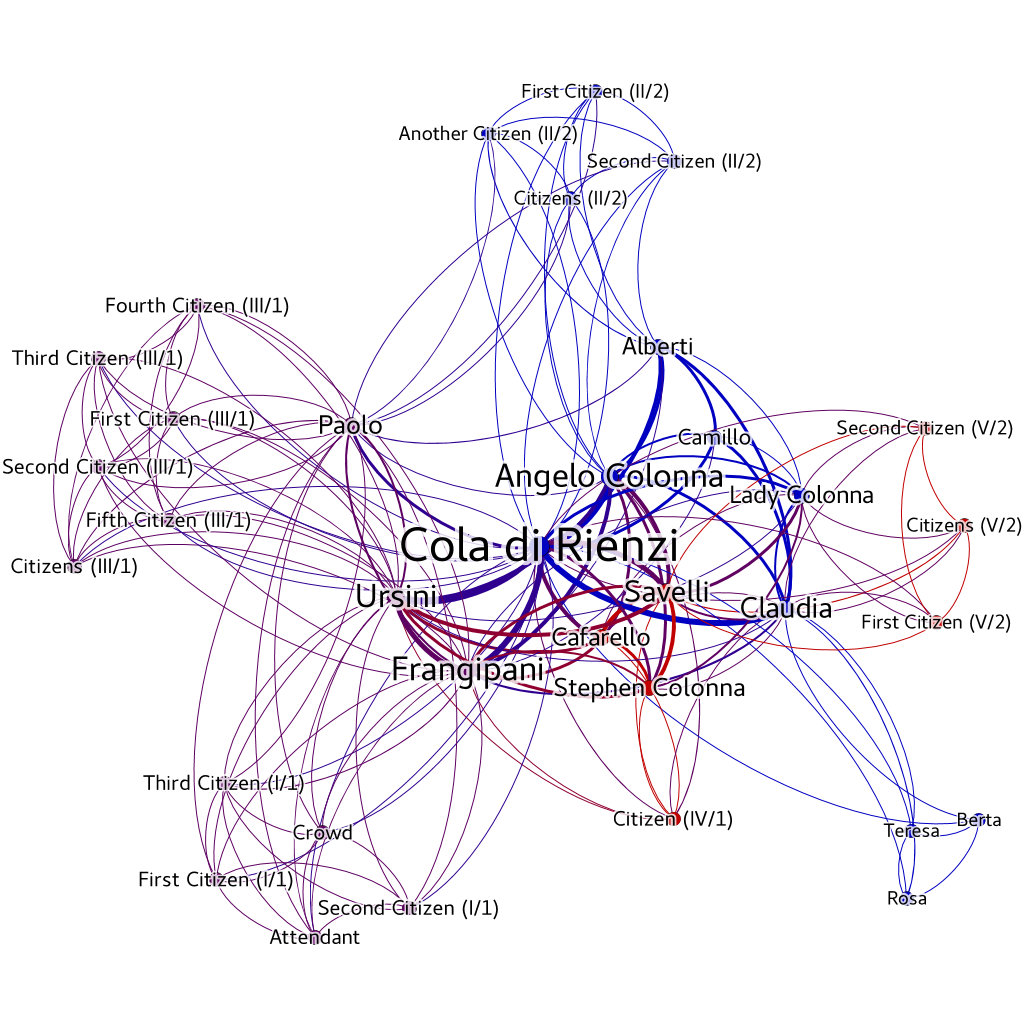 First Citizen (II/2)
Another Citizen (II/2)
Second Citizen (II/2)
Citizens (II/2)
Fourth Citizen (III/1)
Alberti
Third Citizen (III/1)
First Citizen (III/1)
Paolo
Camillo
Second Citizen (V/2)
Second Citizen (III/1)
Angelo Colonna
Lady Colonna
Fifth Citizen (III/1)
Citizens (V/2)
Cola di Rienzi
Citizens (III/1)
Ursini
Savelli
Claudia
First Citizen (V/2)
Cafarello
Frangipani
Stephen Colonna
Third Citizen (I/1)
Citizen (IV/1)
Berta
Crowd
Teresa
First Citizen (I/1)
Rosa
Second Citizen (I/1)
Attendant